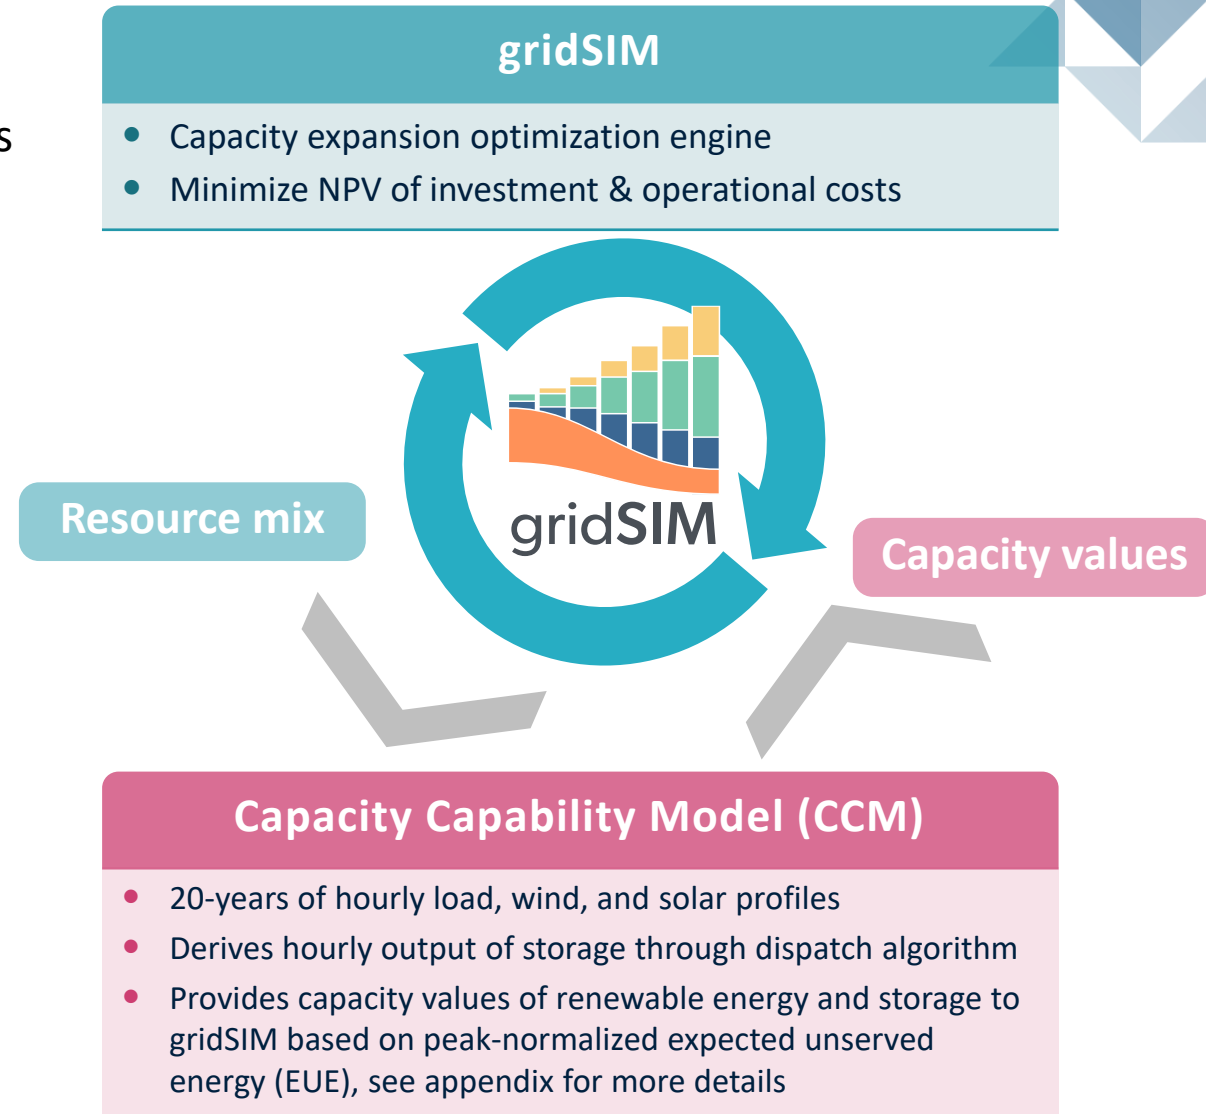 gridSIM
s
• Capacity expansion optimization engine
• Minimize NPV of investment & operational costs
gridSIM
Resource mix
Capacity values
Capacity Capability Model (CCM)
• 20-years of hourly load, wind, and solar profiles
• Derives hourly output of storage through dispatch algorithm
• Provides capacity values of renewable energy and storage to
gridSIM based on peak-normalized expected unserved
energy (EUE), see appendix for more details